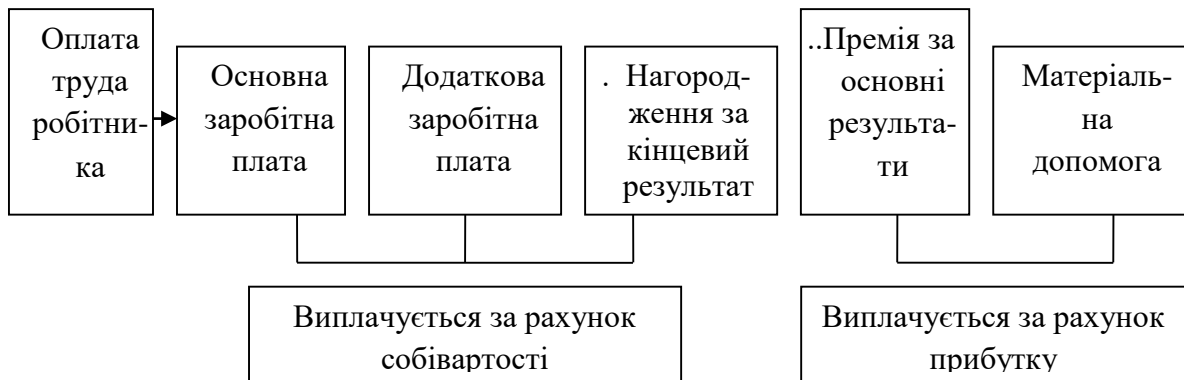 Оплата
труда
робітни-
ка
Основна
заробітна
плата
Додаткова
заробітна
плата
. Нагород-
ження за
кінцевий
результат
..Премія за
основні
результа-
ти
Матеріаль-
на
допомога
Виплачується за рахунок
собівартості
Виплачується за рахунок
прибутку